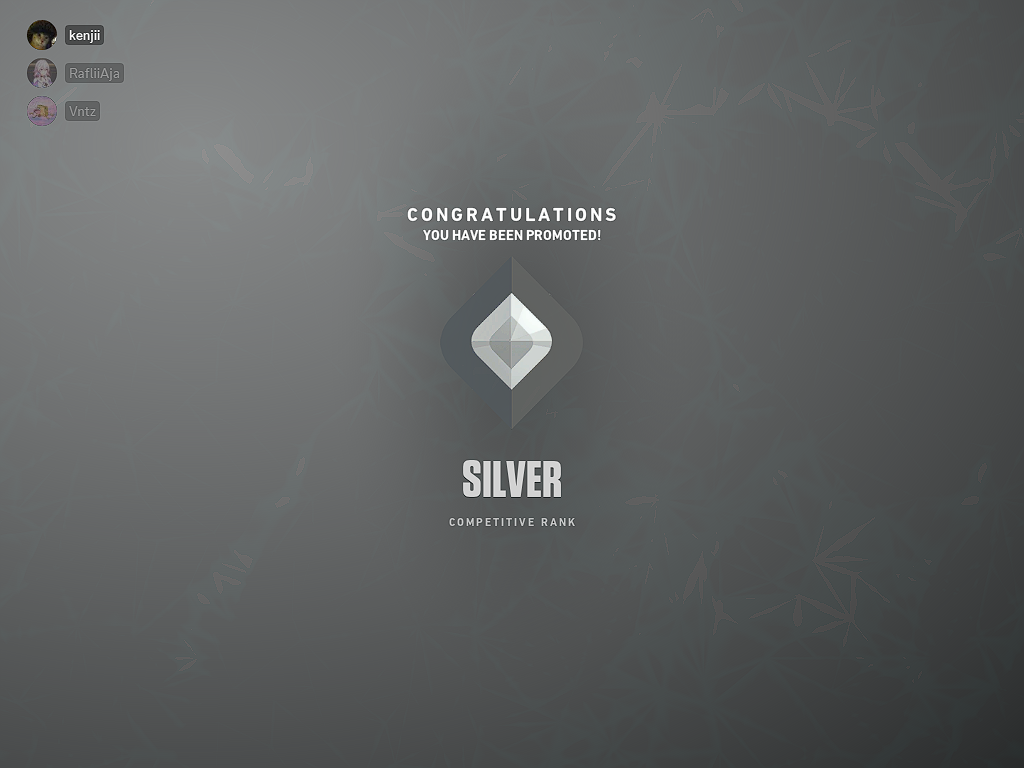 kenjii
RafliiAja
Vntz
CONGRATULATIONS
YOU HAVE BEEN PROMOTED!
SILVER
COMPETITIVE RANK